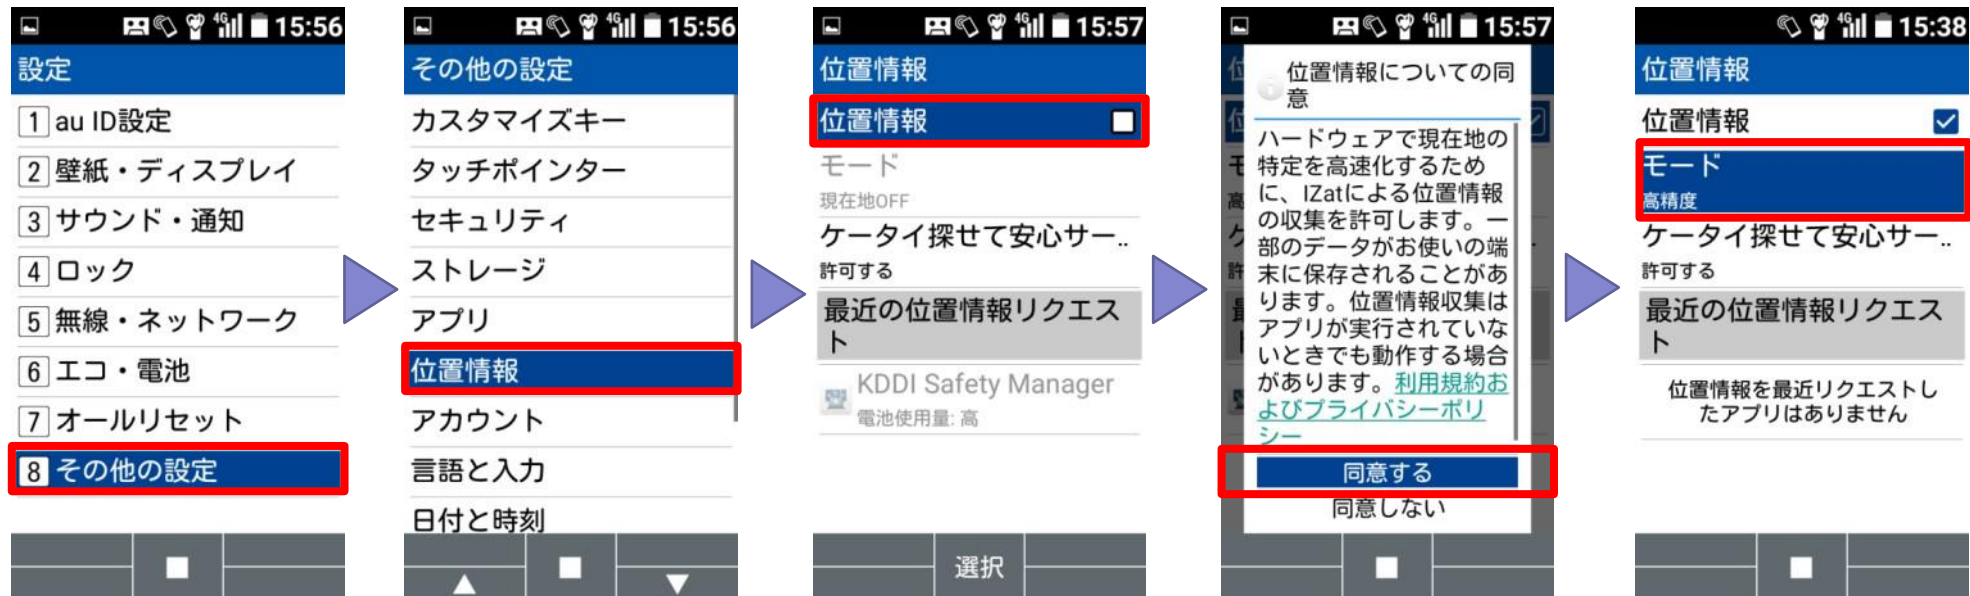 4G 15:56
設定
1 au ID設定
2 壁紙・ディスプレイ
3 サウンド・通知
4 ロック
5 無線・ネットワーク
6 エコ・電池
7 オールリセット
8 その他の設定
4G 15:56
その他の設定
カスタマイズキー
タッチポインター
セキュリティ
ストレージ
アプリ
位置情報
アカウント
言語と入力
日付と時刻
4G 15:57
位置情報
位置情報
モード
現在地OFF
ケータイ探せて安心サー..
許可する
最近の位置情報リクエス
ト
KDDI Safety Manager
電池使用量: 高
選択
4G 15:57
位置情報についての同
意
ハードウェアで現在地の
特定を高速化するため
に、IZatによる位置情報
の収集を許可します。一
部のデータがお使いの端
末に保存されることがあ
ります。位置情報収集は
アプリが実行されていな
いときでも動作する場合
があります。利用規約お
よびプライバシーポリ
シー
同意する
同意しない
4G 15:38
位置情報
位置情報
モード
高精度
ケータイ探せて安心サー..
許可する
最近の位置情報リクエス
ト
位置情報を最近リクエストし
たアプリはありません